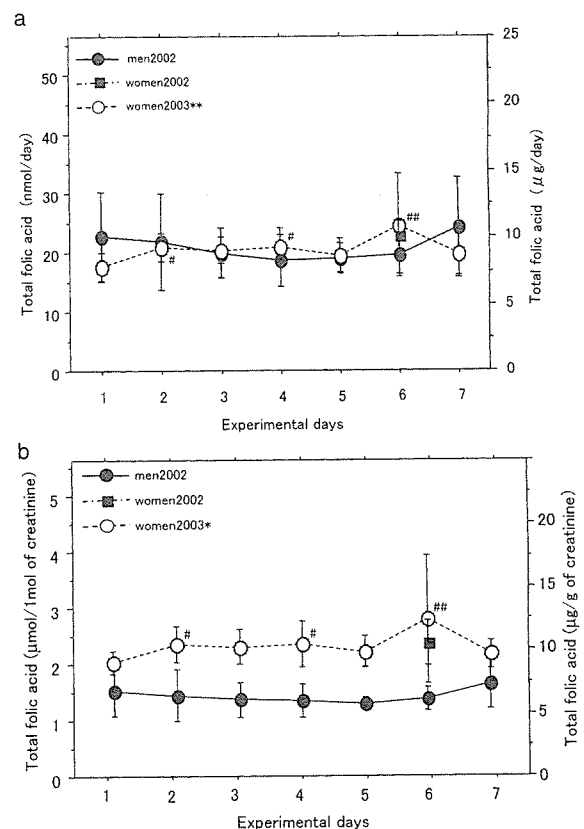 a
men2002
women2002
women2003**
Total folic acid (nmol/day)
50
40
30
20
10
0
Total folic acid (μg/day)
25
20
15
10
5
0
#
#
##
1 2 3 4 5 6 7
Experimental days
b
men2002
women2002
women2003*
Total folic acid (μmol/1mol of creatinine)
5
4
3
2
1
0
Total folic acid (μg/g of creatinine)
20
15
10
5
0
#
#
##
1 2 3 4 5 6 7
Experimental days